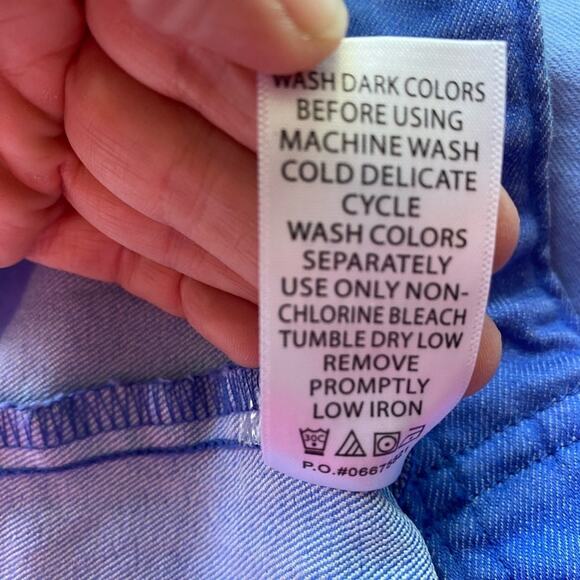 WASH DARK COLORS
BEFORE USING
MACHINE WASH
COLD DELICATE
CYCLE
WASH COLORS
SEPARATELY
USE ONLY NON-
CHLORINE BLEACH
TUMBLE DRY LOW
REMOVE
PROMPTLY
LOW IRON
30C